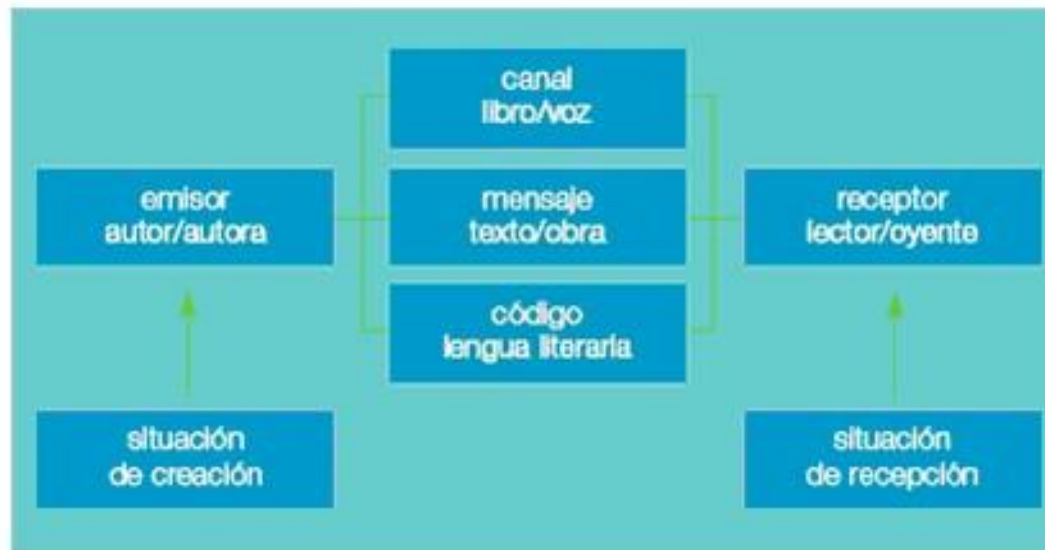 canal
libro/voz
emisor
autor/autora
mensaje
texto/obra
receptor
lector/oyente
código
lengua literaria
situación
de creación
situación
de recepción